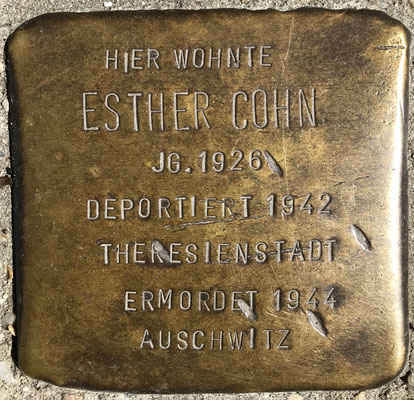 HIER WOHNTE
ESTHER COHN
JG. 1926
DEPORTIERT 1942
THERESIENSTADT
ERMORDET 1944
AUSCHWITZ